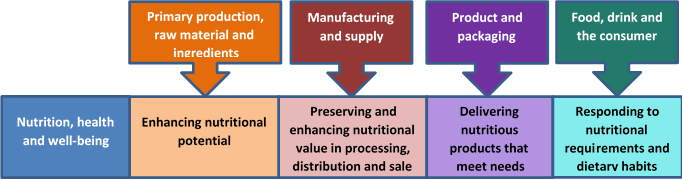 Primary production,
raw material and
ingredients
Manufacturing
and supply
Product and
packaging
Food, drink and
the consumer
Nutrition, health
and well-being
Enhancing nutritional
potential
Preserving and
enhancing nutritional
value in processing,
distribution and sale
Delivering
nutritious
products that
meet needs
Responding to
nutritional
requirements and
dietary habits